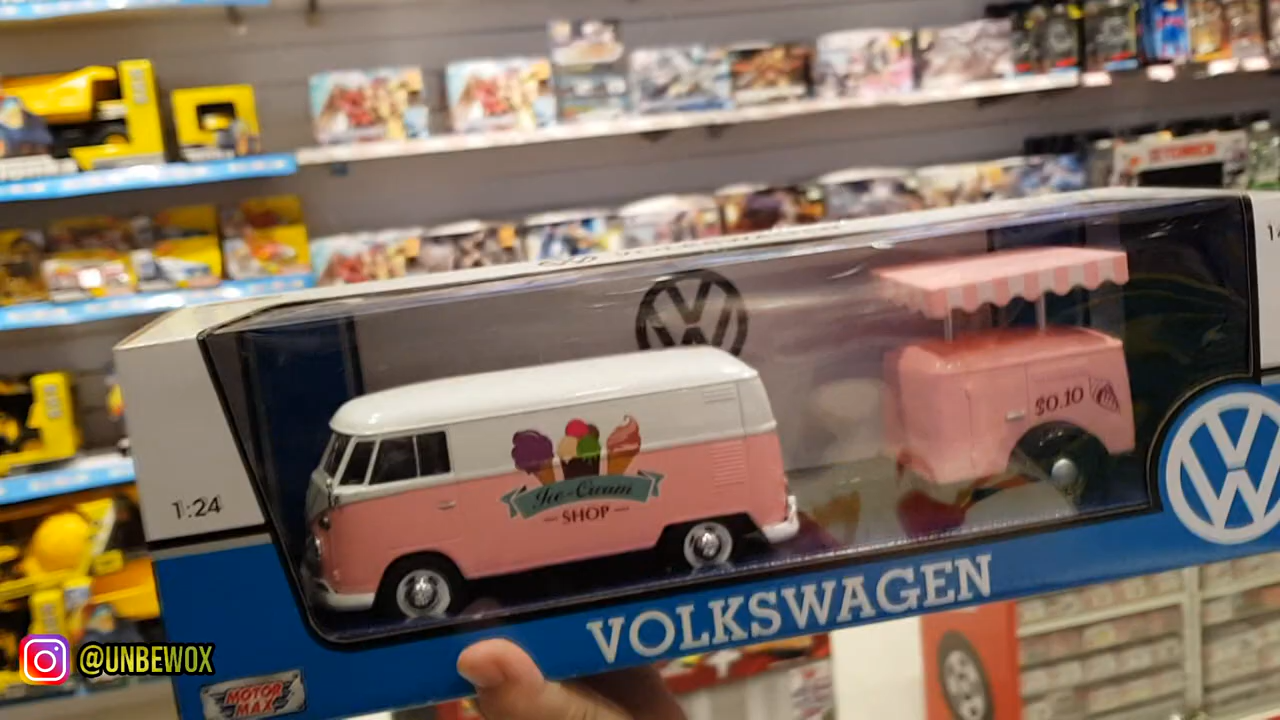 1:24
Ice-Cream
SHOP
$0.10
VOLKSWAGEN
MOTOR
MAX
@UNBEWOX